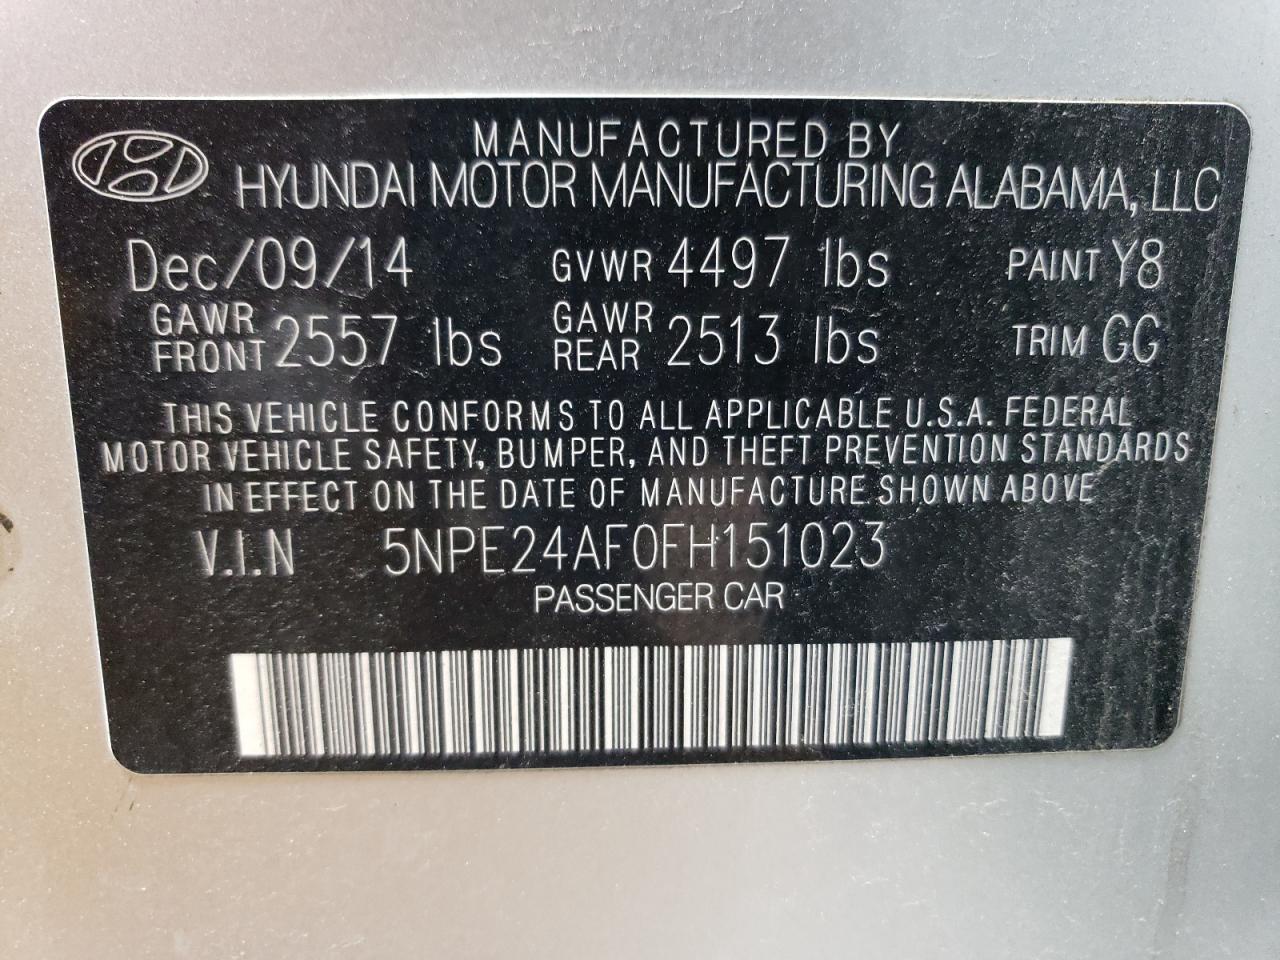 MANUFACTURED BY
HYUNDAI MOTOR MANUFACTURING ALABAMA, LLC
Dec/09/14 GVWR 4497 lbs PAINT Y8
GAWR FRONT 2557 lbs GAWR REAR 2513 lbs TRIM GG
THIS VEHICLE CONFORMS TO ALL APPLICABLE U.S.A. FEDERAL
MOTOR VEHICLE SAFETY, BUMPER, AND THEFT PREVENTION STANDARDS
IN EFFECT ON THE DATE OF MANUFACTURE SHOWN ABOVE
V.I.N 5NPE24AF0FH151023
PASSENGER CAR